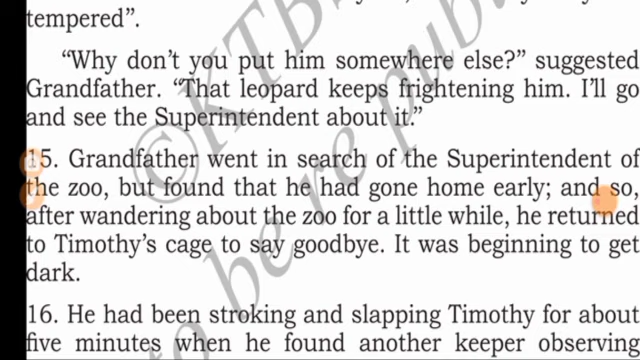 tempered”.
“Why don’t you put him somewhere else?” suggested
Grandfather. “That leopard keeps frightening him. I’ll go
and see the Superintendent about it.”
15. Grandfather went in search of the Superintendent of
the zoo, but found that he had gone home early; and so,
after wandering about the zoo for a little while, he returned
to Timothy’s cage to say goodbye. It was beginning to get
dark.
16. He had been stroking and slapping Timothy for about
five minutes when he found another keeper observing